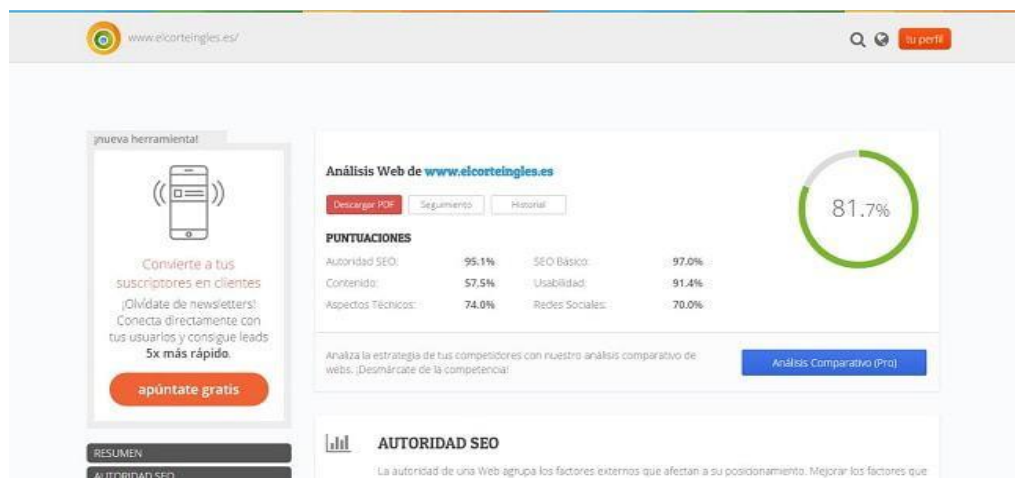 www.elcorteingles.es/
tu perfil
¡nueva herramienta!
Convierte a tus
suscriptores en clientes
¡Olvídate de newsletters!
Conecta directamente con
tus usuarios y consigue leads
5x más rápido.
apúntate gratis
RESUMEN
AUTORIDAD SEO
Análisis Web de www.elcorteingles.es
Descargar PDF Seguimiento Historial
81.7%
PUNTUACIONES
Autoridad SEO: 95.1% SEO Básico: 97.0%
Contenido: 57.5% Usabilidad: 91.4%
Aspectos Técnicos: 74.0% Redes Sociales: 70.0%
Analiza la estrategia de tus competidores con nuestro análisis comparativo de
webs. ¡Desmárcate de la competencia!
Análisis Comparativo (Pro)
AUTORIDAD SEO
La autoridad de una Web agrupa los factores externos que afectan a su posicionamiento. Mejorar los factores que